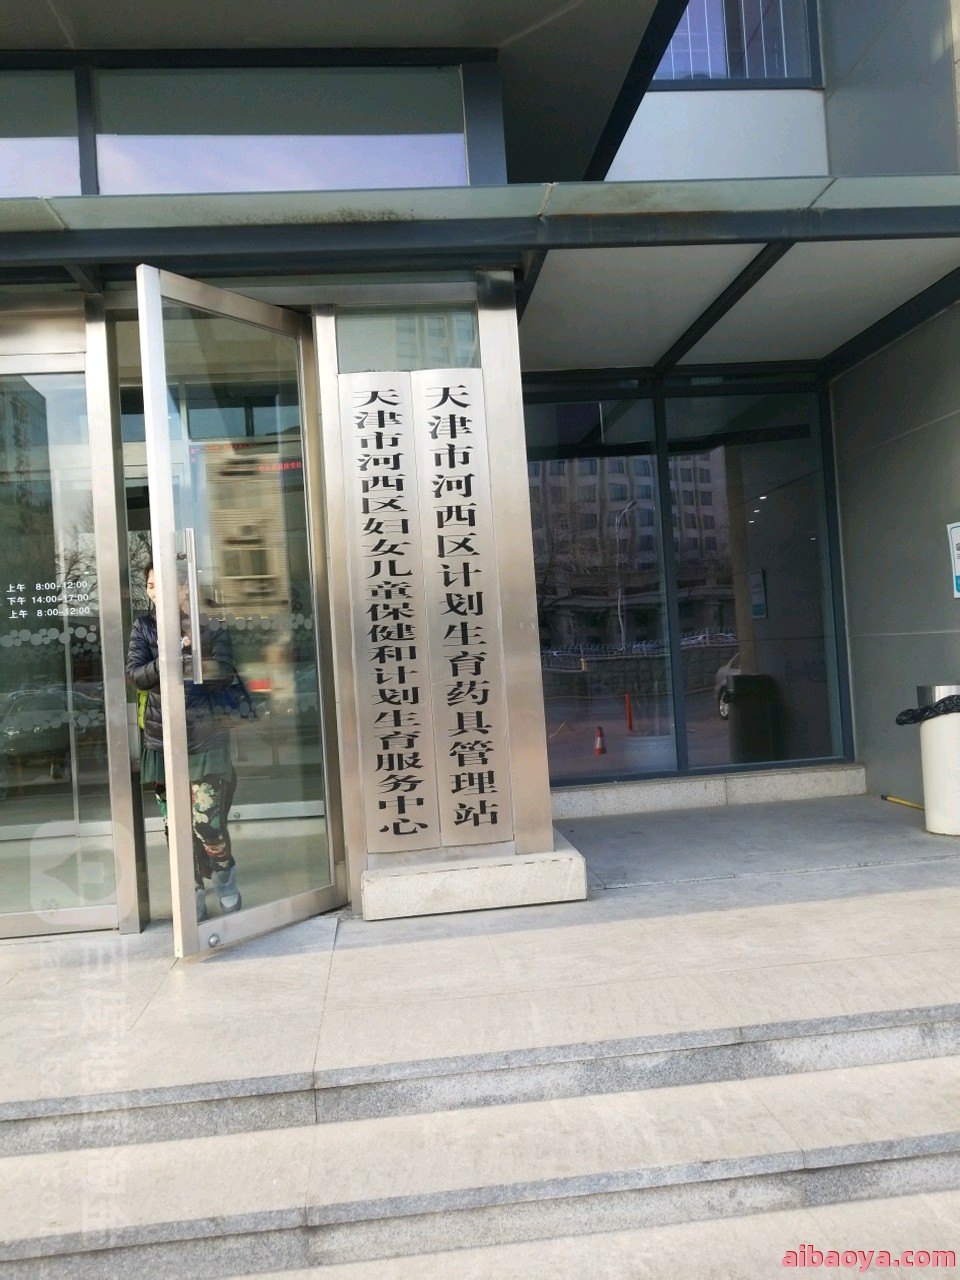 天津市河西区计划生育药具管理站
天津市河西区妇女儿童保健和计划生育服务中心
上午 8:00-12:00
下午 14:00-17:00
上午 8:00-12:00
aibaoya.com